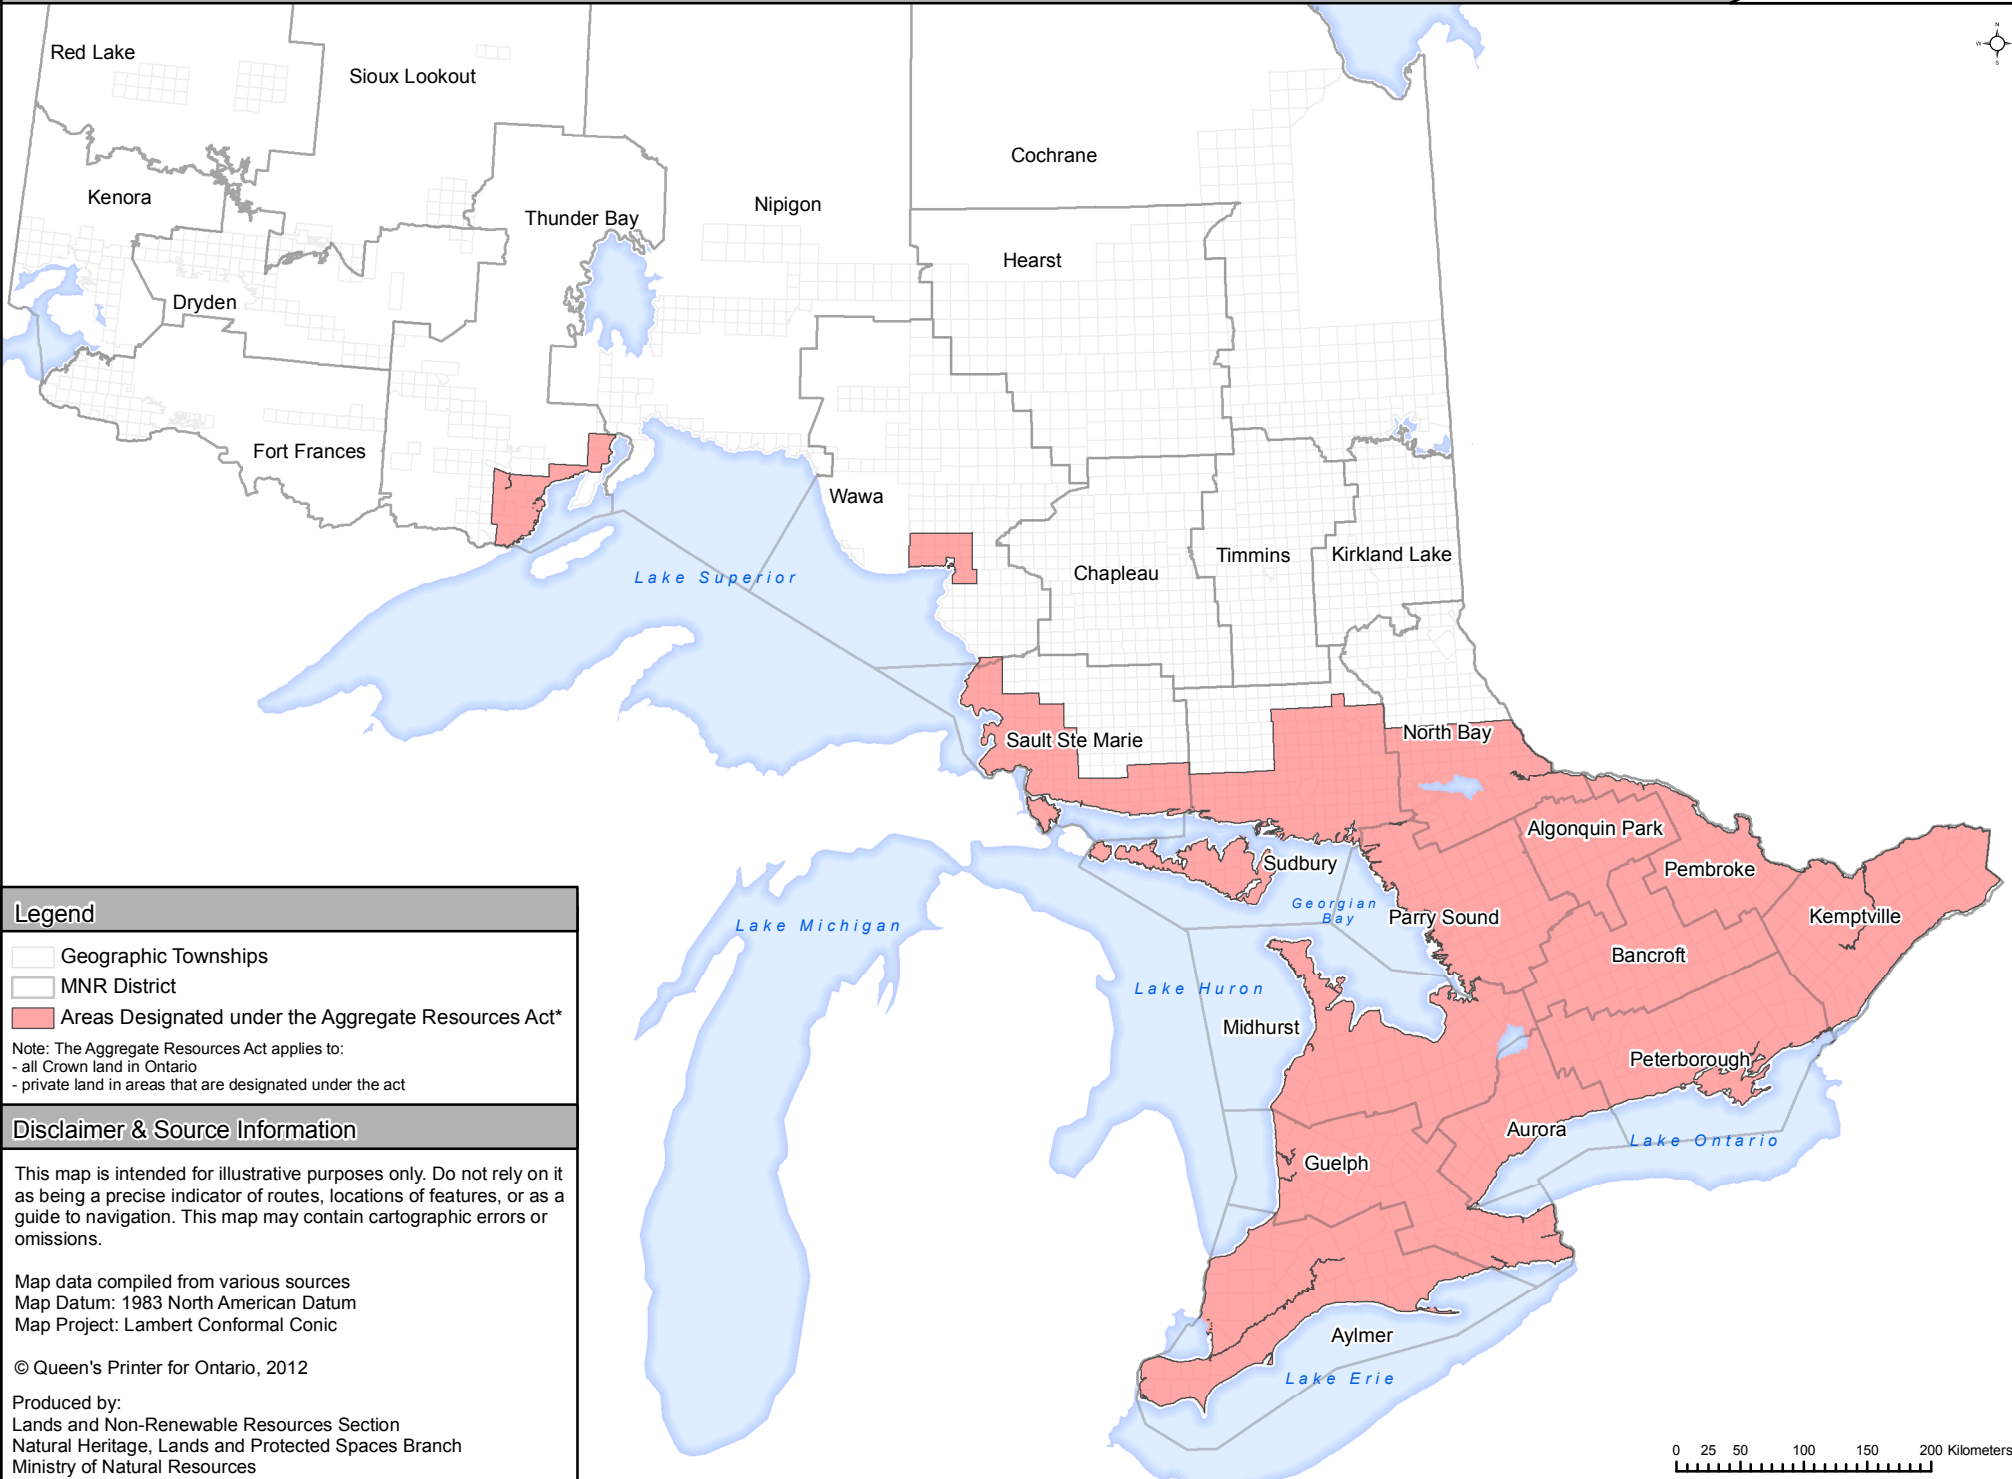 N
W
S
Red Lake
Sioux Lookout
Cochrane
Kenora
Nipigon
Thunder Bay
Hearst
Dryden
Fort Frances
Wawa
Timmins
Kirkland Lake
Chapleau
Lake Superior
North Bay
Sault Ste Marie
Algonquin Park
Sudbury
Pembroke
Georgian
Bay
Parry Sound
Kemptville
Lake Michigan
Bancroft
Lake Huron
Midhurst
Peterborough
Aurora
Lake Ontario
Guelph
Aylmer
Lake Erie
Legend
Geographic Townships
MNR District
Areas Designated under the Aggregate Resources Act*
Note: The Aggregate Resources Act applies to:
- all Crown land in Ontario
- private land in areas that are designated under the act
Disclaimer & Source Information
This map is intended for illustrative purposes only. Do not rely on it
as being a precise indicator of routes, locations of features, or as a
guide to navigation. This map may contain cartographic errors or
omissions.
Map data compiled from various sources
Map Datum: 1983 North American Datum
Map Project: Lambert Conformal Conic
© Queen's Printer for Ontario, 2012
Produced by:
Lands and Non-Renewable Resources Section
Natural Heritage, Lands and Protected Spaces Branch
Ministry of Natural Resources
0 25 50 100 150 200 Kilometers